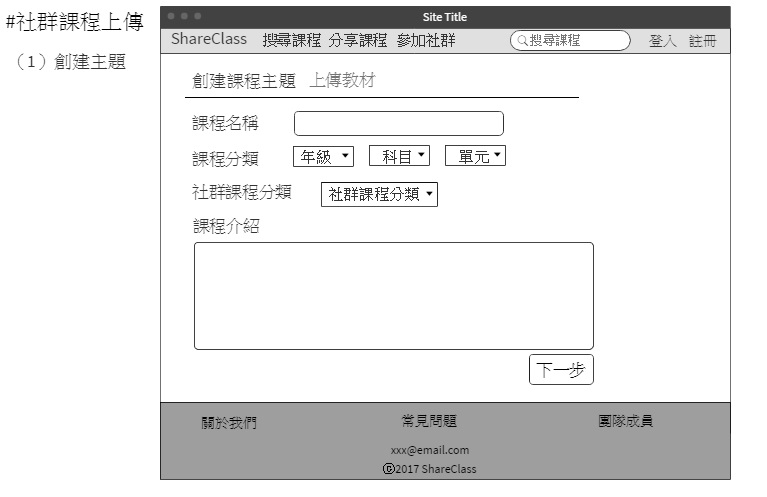 #社群課程上傳
（1）創建主題
Site Title
ShareClass 搜尋課程 分享課程 參加社群 搜尋課程 登入 註冊
創建課程主題 上傳教材
課程名稱
課程分類 年級 科目 單元
社群課程分類 社群課程分類
課程介紹
下一步
關於我們 常見問題 團隊成員
xxx@email.com
2017 ShareClass